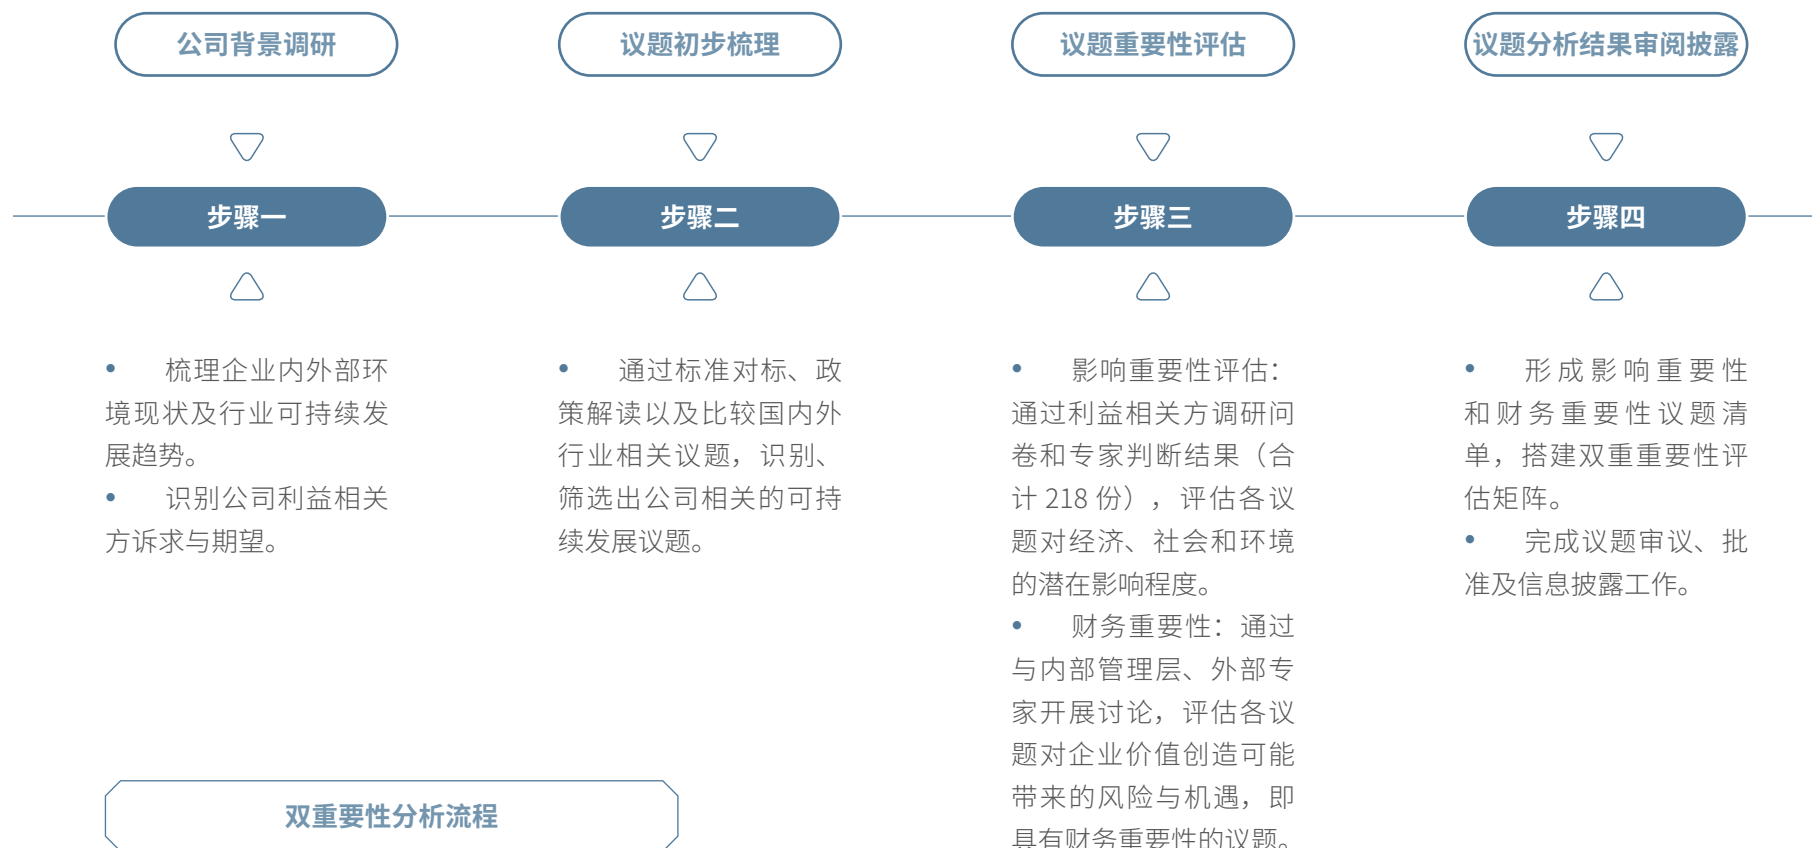 公司背景调研
议题初步梳理
议题重要性评估
议题分析结果审阅披露
步骤一
步骤二
步骤三
步骤四
• 梳理企业内外部环
境现状及行业可持续发
展趋势。
• 识别公司利益相关
方诉求与期望。
• 通过标准对标、政
策解读以及比较国内外
行业相关议题，识别、
筛选出公司相关的可持
续发展议题。
• 影响重要性评估：
通过利益相关方调研问
卷和专家判断结果（合
计 218 份），评估各议
题对经济、社会和环境
的潜在影响程度。
• 财务重要性：通过
与内部管理层、外部专
家开展讨论，评估各议
题对企业价值创造可能
带来的风险与机遇，即
具有财务重要性的议题。
• 形成影响重要性
和财务重要性议题清
单，搭建双重重要性评
估矩阵。
• 完成议题审议、批
准及信息披露工作。
双重要性分析流程